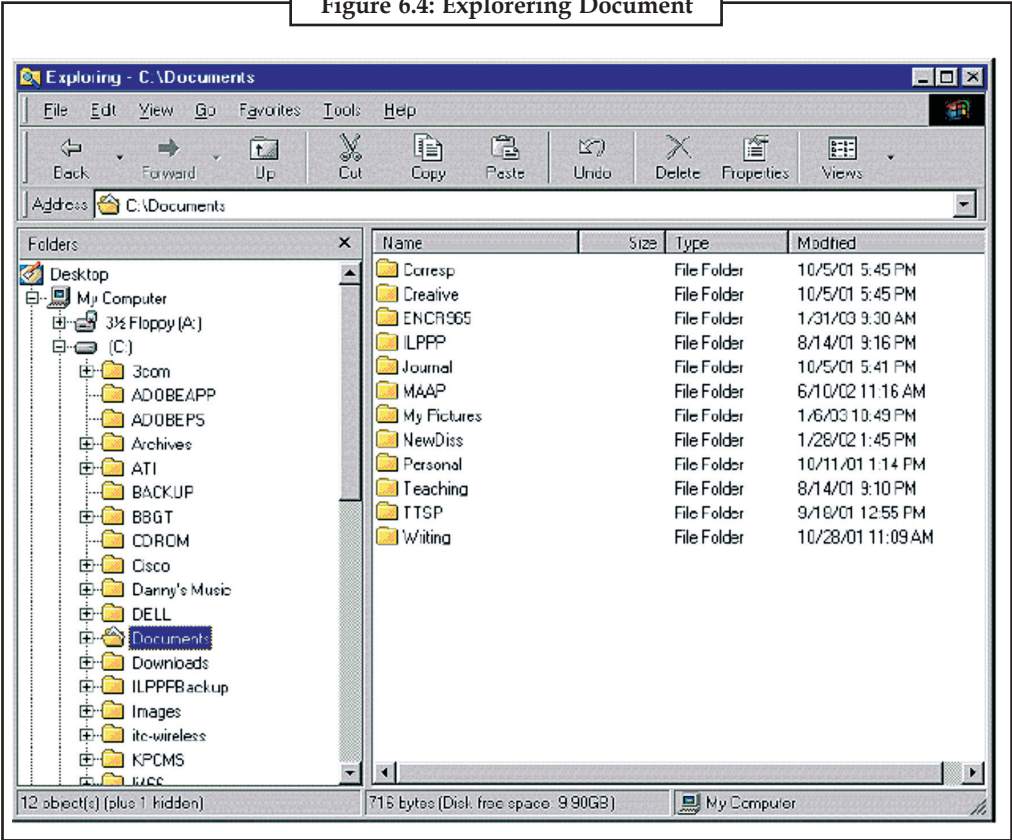 Figure 6.4: Explorering Document
Exploring - C:\Documents
File Edit View Go Favorites Tools Help
Back Forward Up Cut Copy Paste Undo Delete Properties Views
Address C:\Documents
Folders
Desktop
My Computer
3½ Floppy (A:)
(C:)
3com
ADOBEAPP
ADOBEPS
Archives
ATI
BACKUP
BBGT
CDROM
Cisco
Danny's Music
DELL
Documents
Downloads
ILPPFBackup
Images
itc-wireless
KPCMS
Name Size Type Modified
Corresp File Folder 10/5/01 5:45 PM
Creative File Folder 10/5/01 5:45 PM
ENCR965 File Folder 1/31/03 9:30 AM
ILPPP File Folder 8/14/01 9:16 PM
Journal File Folder 10/5/01 5:41 PM
MAAP File Folder 6/10/02 11:16 AM
My Pictures File Folder 1/6/03 10:49 PM
NewDiss File Folder 1/28/02 1:45 PM
Personal File Folder 10/11/01 1:14 PM
Teaching File Folder 8/14/01 9:10 PM
TTSP File Folder 9/18/01 12:55 PM
Writing File Folder 10/28/01 11:09 AM
12 object(s) (plus 1 hidden) 716 bytes (Disk free space: 9.90GB) My Computer